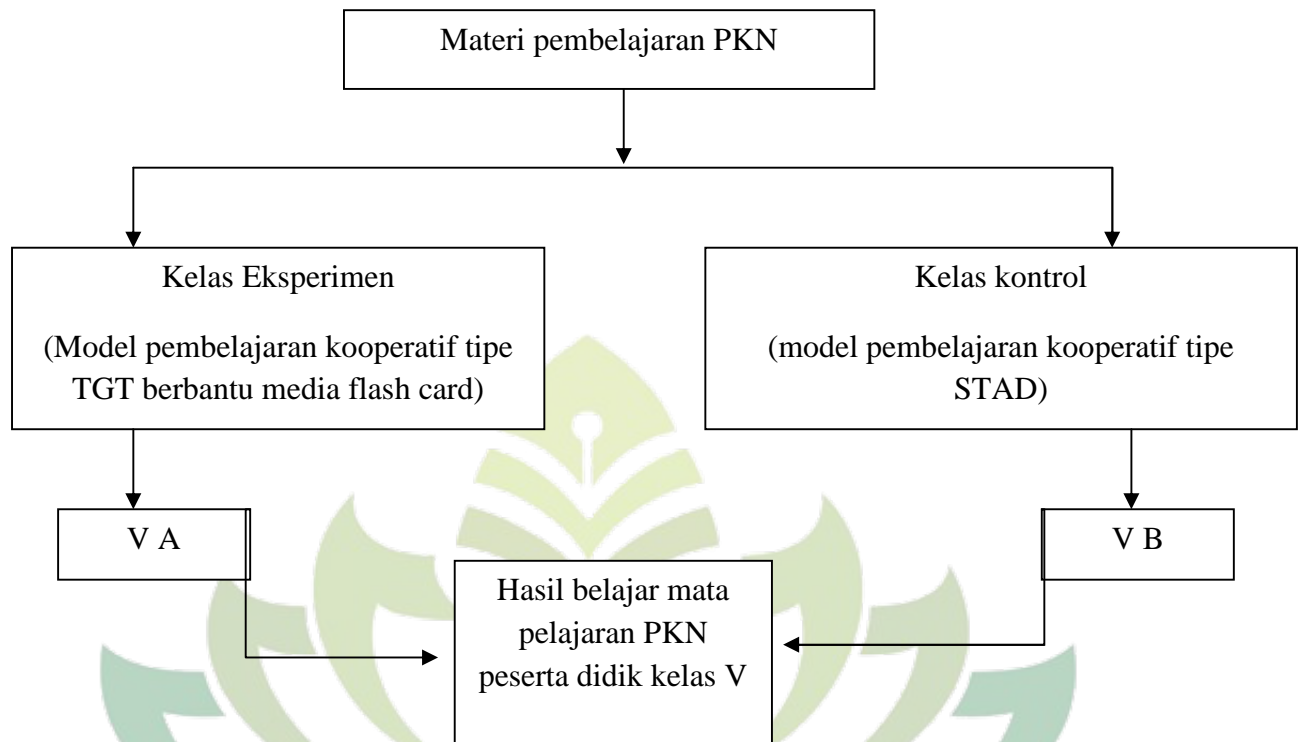 Materi pembelajaran PKN
Kelas Eksperimen
(Model pembelajaran kooperatif tipe
TGT berbantu media flash card)
Kelas kontrol
(model pembelajaran kooperatif tipe
STAD)
V A
V B
Hasil belajar mata
pelajaran PKN
peserta didik kelas V